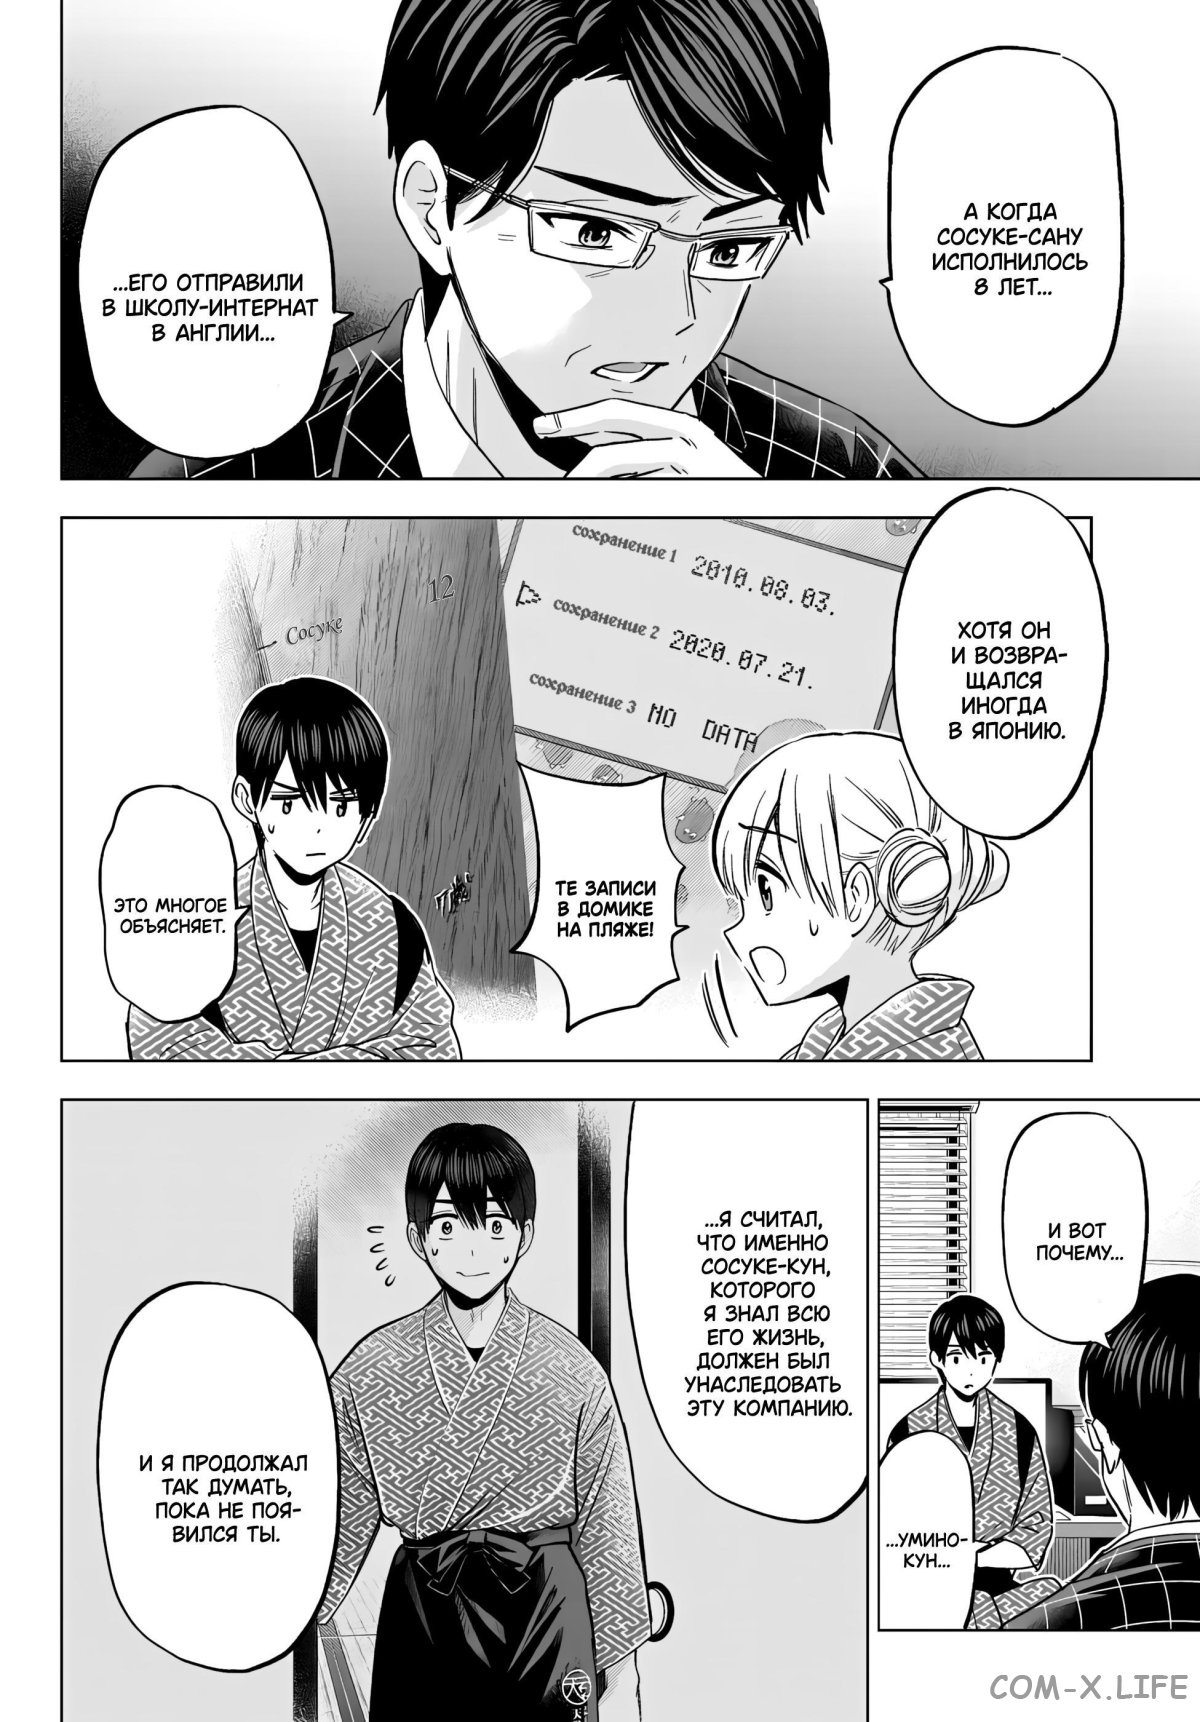 А КОГДА
СОСУКЕ-САНУ
ИСПОЛНИЛОСЬ
8 ЛЕТ...
...ЕГО ОТПРАВИЛИ
В ШКОЛУ-ИНТЕРНАТ
В АНГЛИИ...
ХОТЯ ОН
И ВОЗВРА-
ЩАЛСЯ
ИНОГДА
В ЯПОНИЮ.
сохранение 1
2010.08.03.
сохранение 2
2020.07.21.
сохранение 3
NO DATA
12
Сосуке
ТЕ ЗАПИСИ
В ДОМИКЕ
НА ПЛЯЖЕ!
ЭТО МНОГОЕ
ОБЪЯСНЯЕТ.
И ВОТ
ПОЧЕМУ...
...УМИНО-
КУН...
...Я СЧИТАЛ,
ЧТО ИМЕННО
СОСУКЕ-КУН,
КОТОРОГО
Я ЗНАЛ ВСЮ
ЕГО ЖИЗНЬ,
ДОЛЖЕН БЫЛ
УНАСЛЕДОВАТЬ
ЭТУ КОМПАНИЮ.
И Я ПРОДОЛЖАЛ
ТАК ДУМАТЬ,
ПОКА НЕ ПОЯ-
ВИЛСЯ ТЫ.
天
COM-X.LIFE